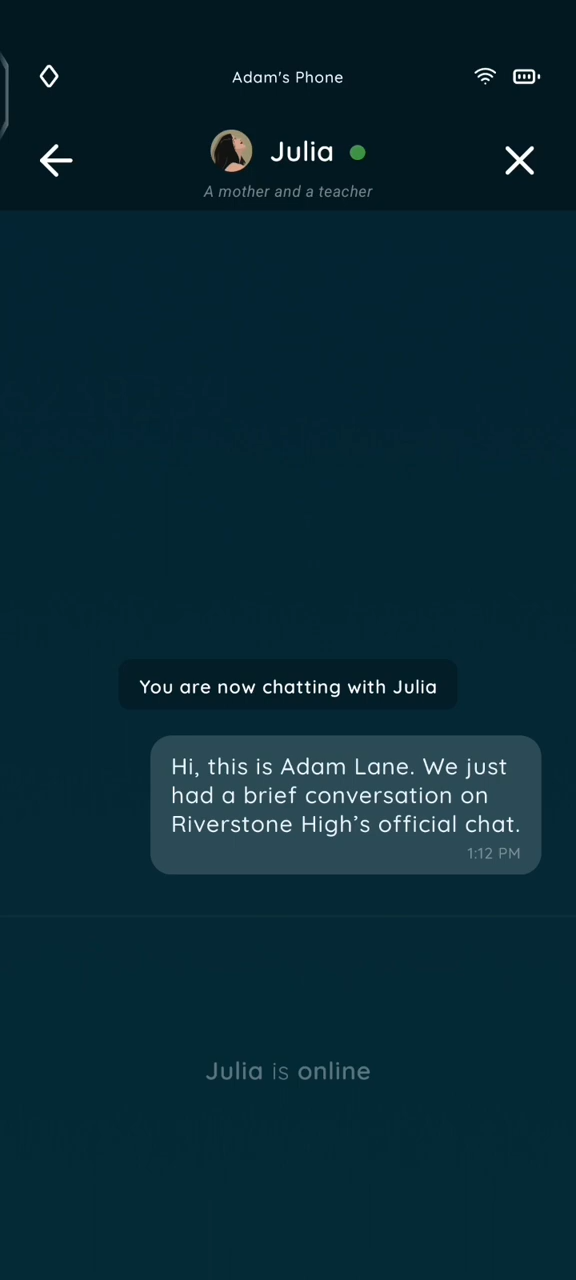 Adam's Phone
Julia
A mother and a teacher
You are now chatting with Julia
Hi, this is Adam Lane. We just
had a brief conversation on
Riverstone High’s official chat.
1:12 PM
Julia is online